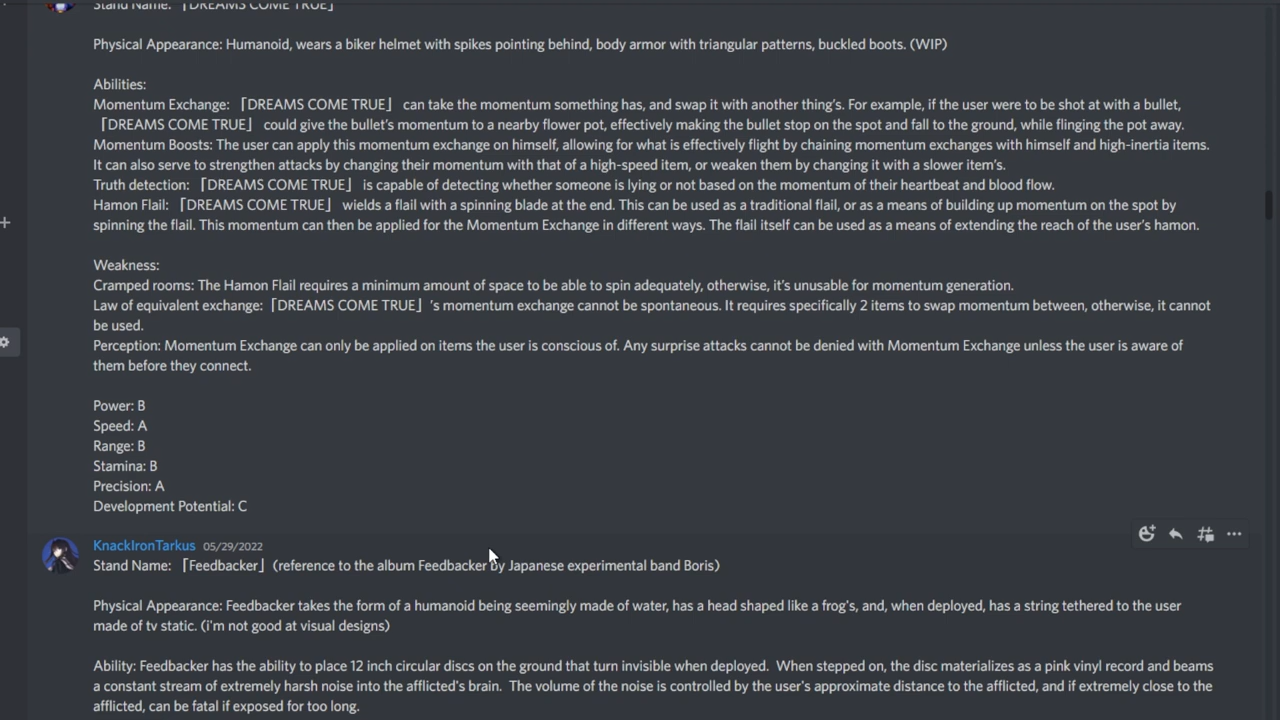 Stand Name: 「DREAMS COME TRUE」
Physical Appearance: Humanoid, wears a biker helmet with spikes pointing behind, body armor with triangular patterns, buckled boots. (WIP)
Abilities:
Momentum Exchange: 「DREAMS COME TRUE」 can take the momentum something has, and swap it with another thing's. For example, if the user were to be shot at with a bullet,
「DREAMS COME TRUE」 could give the bullet's momentum to a nearby flower pot, effectively making the bullet stop on the spot and fall to the ground, while flinging the pot away.
Momentum Boosts: The user can apply this momentum exchange on himself, allowing for what is effectively flight by chaining momentum exchanges with himself and high-inertia items.
It can also serve to strengthen attacks by changing their momentum with that of a high-speed item, or weaken them by changing it with a slower item's.
Truth detection: 「DREAMS COME TRUE」 is capable of detecting whether someone is lying or not based on the momentum of their heartbeat and blood flow.
Hamon Flail: 「DREAMS COME TRUE」 wields a flail with a spinning blade at the end. This can be used as a traditional flail, or as a means of building up momentum on the spot by
spinning the flail. This momentum can then be applied for the Momentum Exchange in different ways. The flail itself can be used as a means of extending the reach of the user's hamon.
Weakness:
Cramped rooms: The Hamon Flail requires a minimum amount of space to be able to spin adequately, otherwise, it's unusable for momentum generation.
Law of equivalent exchange: 「DREAMS COME TRUE」 's momentum exchange cannot be spontaneous. It requires specifically 2 items to swap momentum between, otherwise, it cannot
be used.
Perception: Momentum Exchange can only be applied on items the user is conscious of. Any surprise attacks cannot be denied with Momentum Exchange unless the user is aware of
them before they connect.
Power: B
Speed: A
Range: B
Stamina: B
Precision: A
Development Potential: C
KnackIronTarkus 05/29/2022
Stand Name: 「Feedbacker」 (reference to the album Feedbacker by Japanese experimental band Boris)
Physical Appearance: Feedbacker takes the form of a humanoid being seemingly made of water, has a head shaped like a frog's, and, when deployed, has a string tethered to the user
made of tv static. (i'm not good at visual designs)
Ability: Feedbacker has the ability to place 12 inch circular discs on the ground that turn invisible when deployed. When stepped on, the disc materializes as a pink vinyl record and beams
a constant stream of extremely harsh noise into the afflicted's brain. The volume of the noise is controlled by the user's approximate distance to the afflicted, and if extremely close to the
afflicted, can be fatal if exposed for too long.